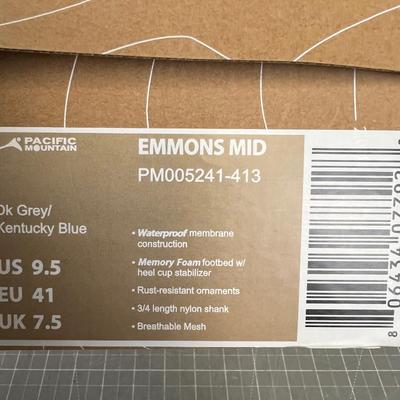 PACIFIC
MOUNTAIN
EMMONS MID
PM005241-413
Dk Grey/
Kentucky Blue
US 9.5
EU 41
UK 7.5
• Waterproof membrane
construction
• Memory Foam footbed w/
heel cup stabilizer
• Rust-resistant ornaments
• 3/4 length nylon shank
• Breathable Mesh